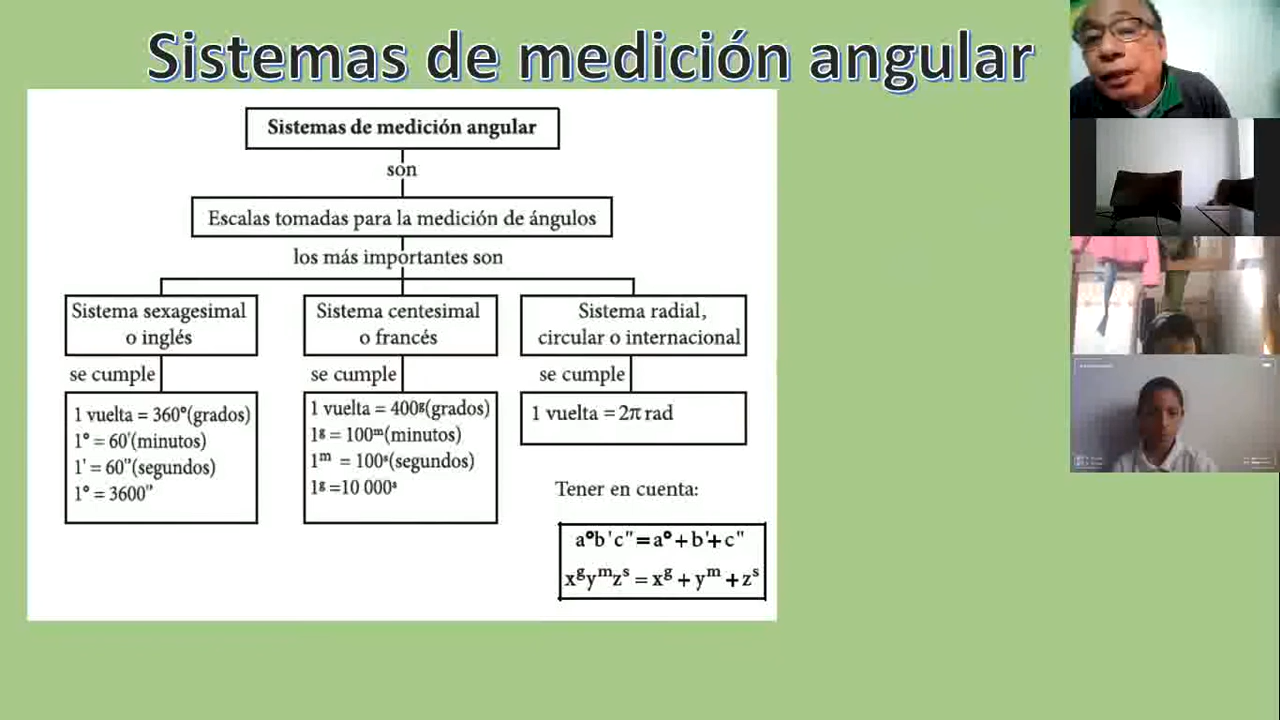 Sistemas de medición angular
Sistemas de medición angular
son
Escalas tomadas para la medición de ángulos
los más importantes son
Sistema sexagesimal
o inglés
se cumple
1 vuelta = 360°(grados)
1° = 60'(minutos)
1' = 60"(segundos)
1° = 3600"
Sistema centesimal
o francés
se cumple
1 vuelta = 400ᵍ(grados)
1ᵍ = 100ᵐ(minutos)
1ᵐ = 100ˢ(segundos)
1ᵍ =10 000ˢ
Sistema radial,
circular o internacional
se cumple
1 vuelta = 2π rad
Tener en cuenta:
a°b'c" = a° + b' + c"
xᵍyᵐzˢ = xᵍ + yᵐ + zˢ